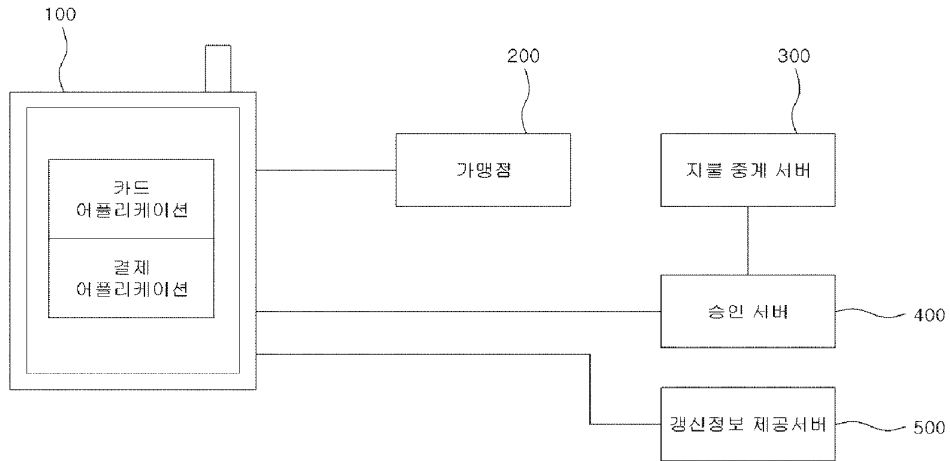 100
200
300
가맹점
지불 중계 서버
카드
어플리케이션
결제
어플리케이션
승인 서버
400
갱신정보 제공서버
500